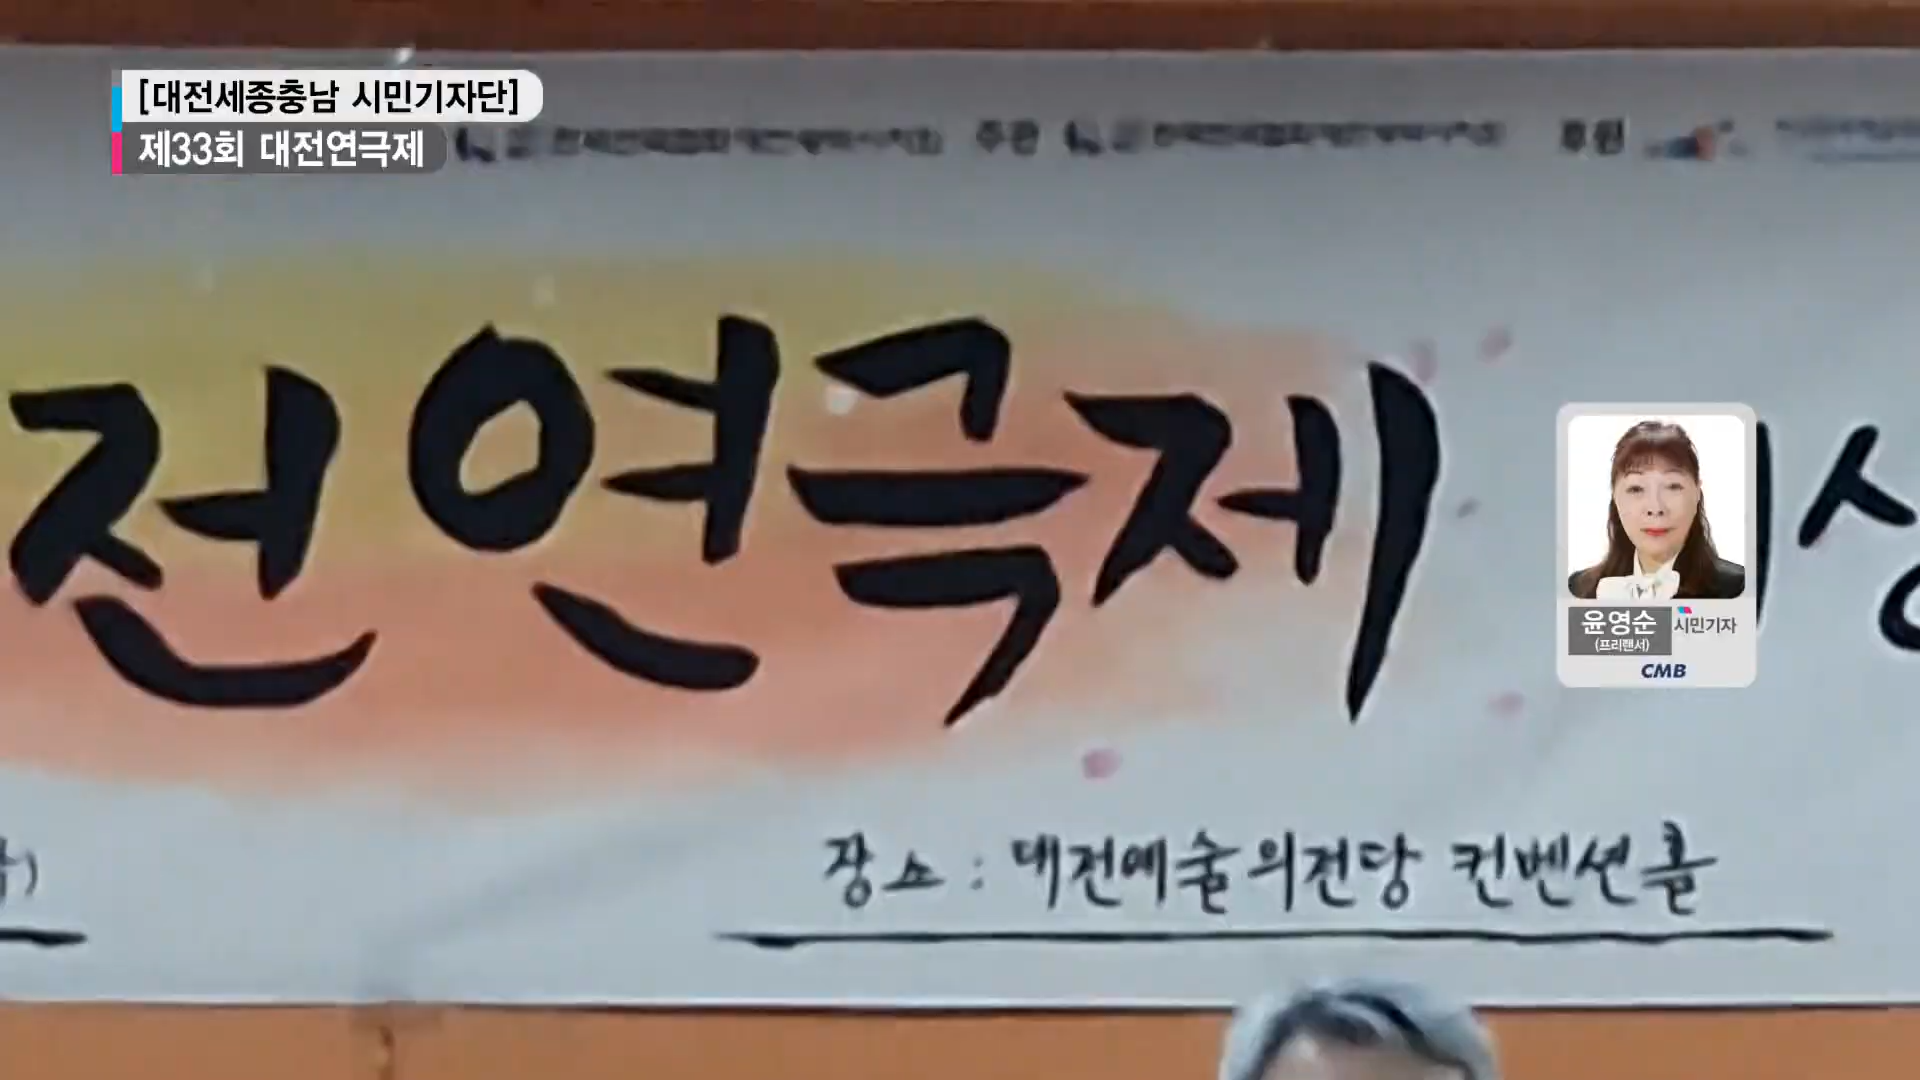 [대전세종충남 시민기자단]
제33회 대전연극제
주관
후원
전연극제
장소 : 대전예술의전당 컨벤션홀
윤영순 시민기자
(프리랜서)
CMB